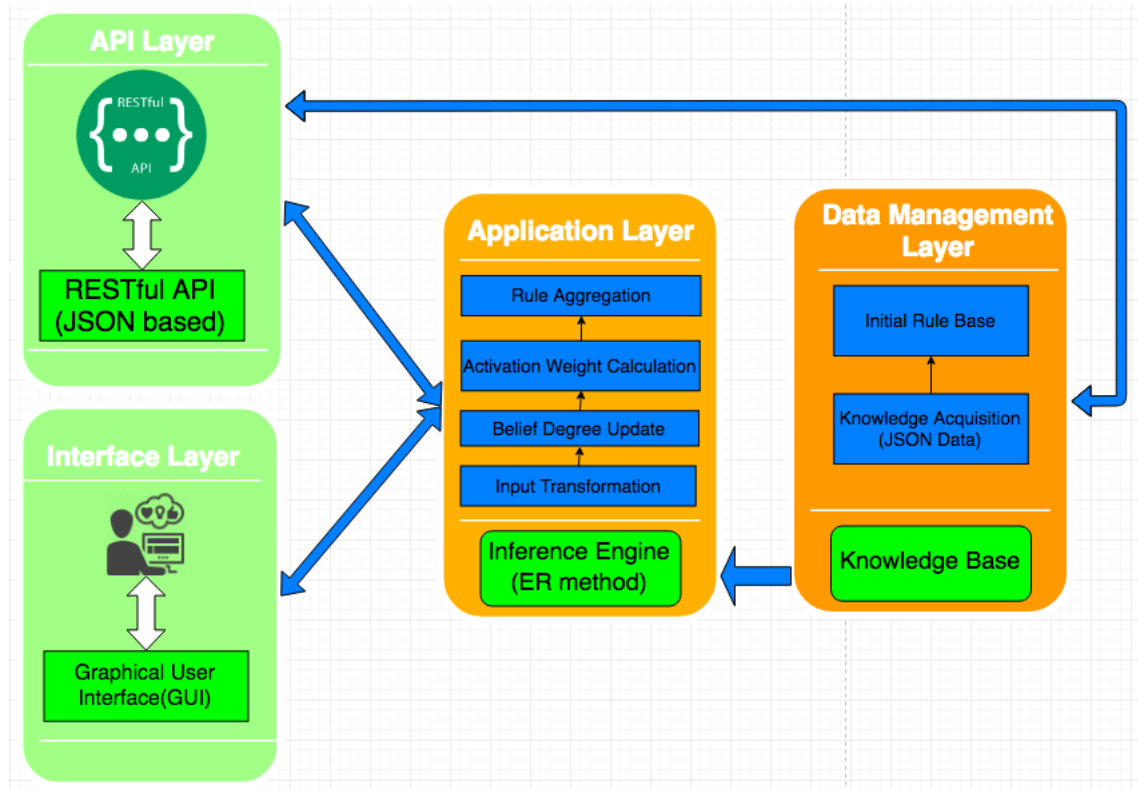 API Layer
RESTful
API
RESTful API
(JSON based)
Interface Layer
Graphical User
Interface(GUI)
Application Layer
Rule Aggregation
Activation Weight Calculation
Belief Degree Update
Input Transformation
Inference Engine
(ER method)
Data Management
Layer
Initial Rule Base
Knowledge Acquisition
(JSON Data)
Knowledge Base